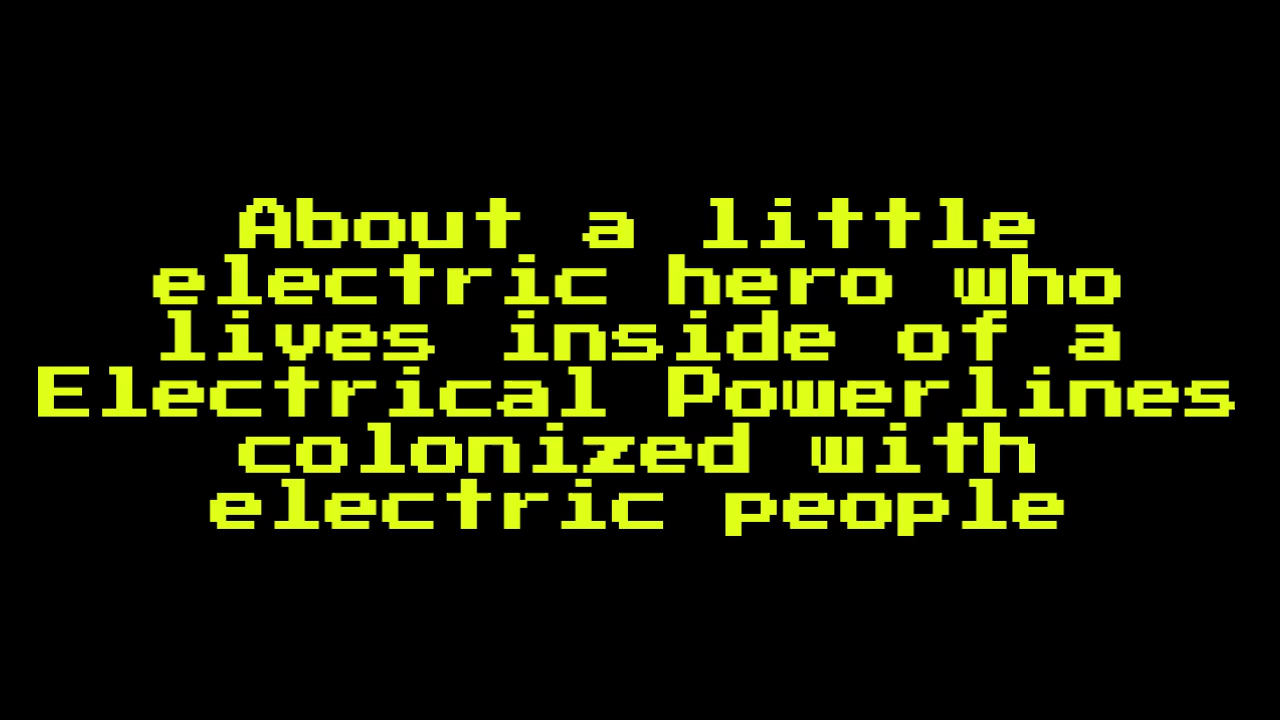 About a little
electric hero who
lives inside of a
Electrical Powerlines
colonized with
electric people